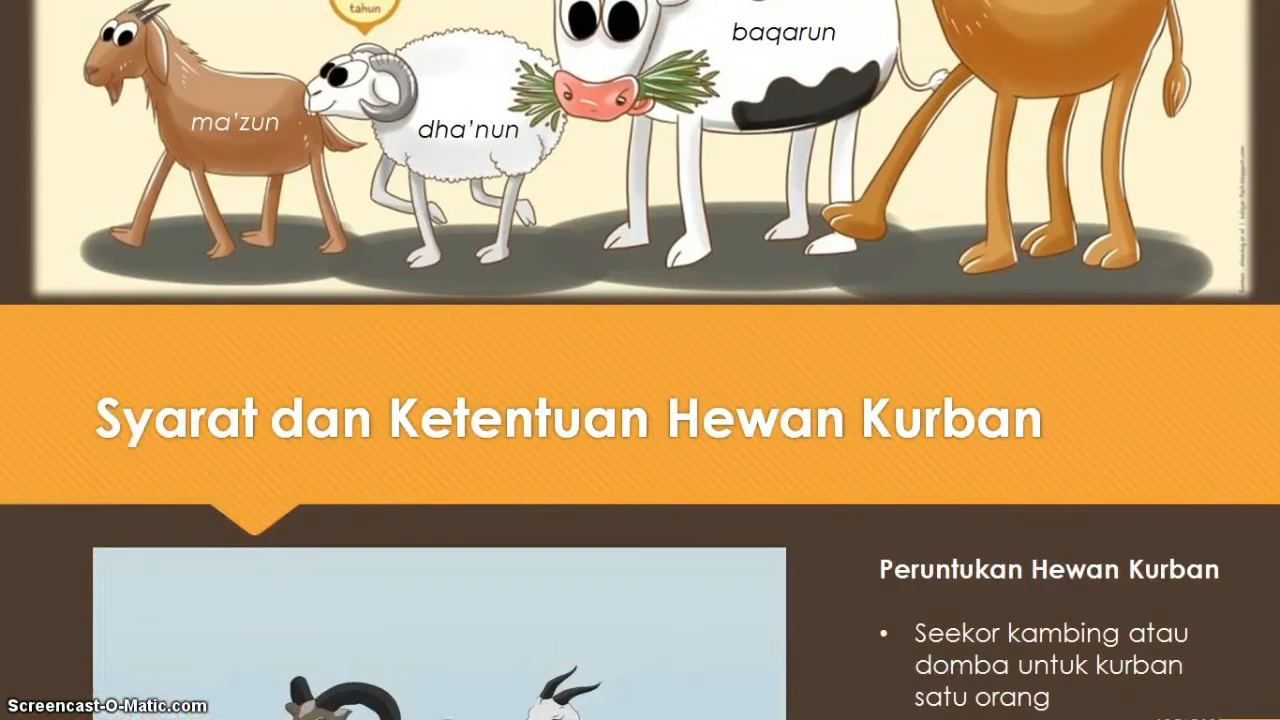 tahun
baqarun
ma'zun
dha'nun
Syarat dan Ketentuan Hewan Kurban
Peruntukan Hewan Kurban
• Seekor kambing atau
domba untuk kurban
satu orang
Screencast-O-Matic.com